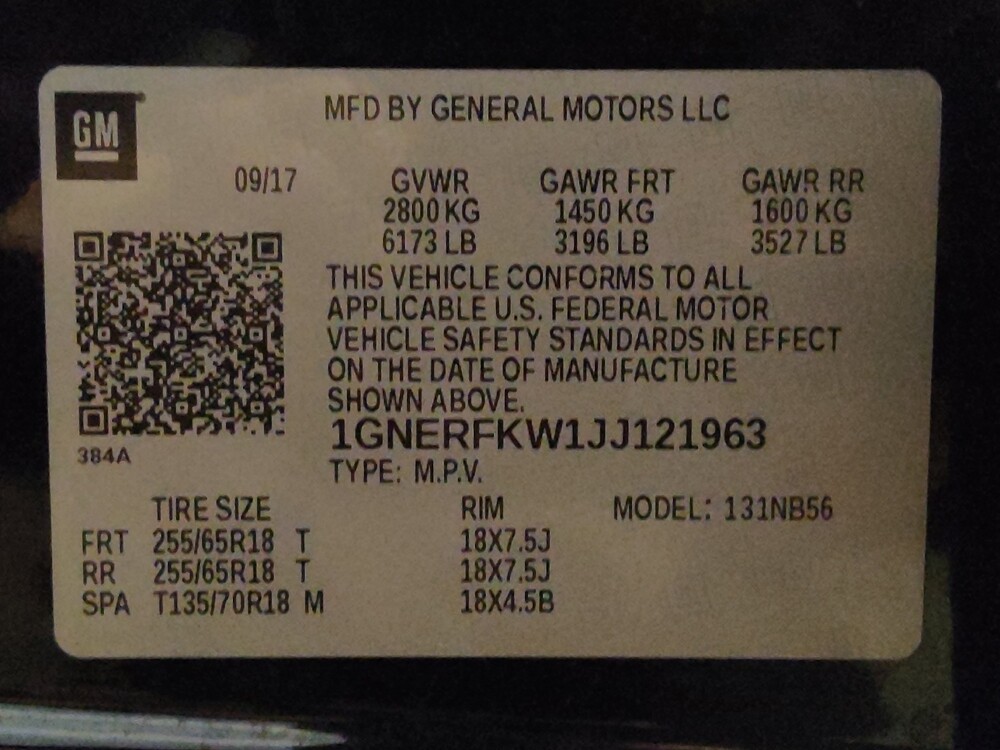 GM
MFD BY GENERAL MOTORS LLC
09/17 GVWR GAWR FRT GAWR RR
2800 KG 1450 KG 1600 KG
6173 LB 3196 LB 3527 LB
THIS VEHICLE CONFORMS TO ALL
APPLICABLE U.S. FEDERAL MOTOR
VEHICLE SAFETY STANDARDS IN EFFECT
ON THE DATE OF MANUFACTURE
SHOWN ABOVE.
1GNERFKW1JJ121963
384A
TYPE: M.P.V.
TIRE SIZE RIM MODEL: 131NB56
FRT 255/65R18 T 18X7.5J
RR 255/65R18 T 18X7.5J
SPA T135/70R18 M 18X4.5B